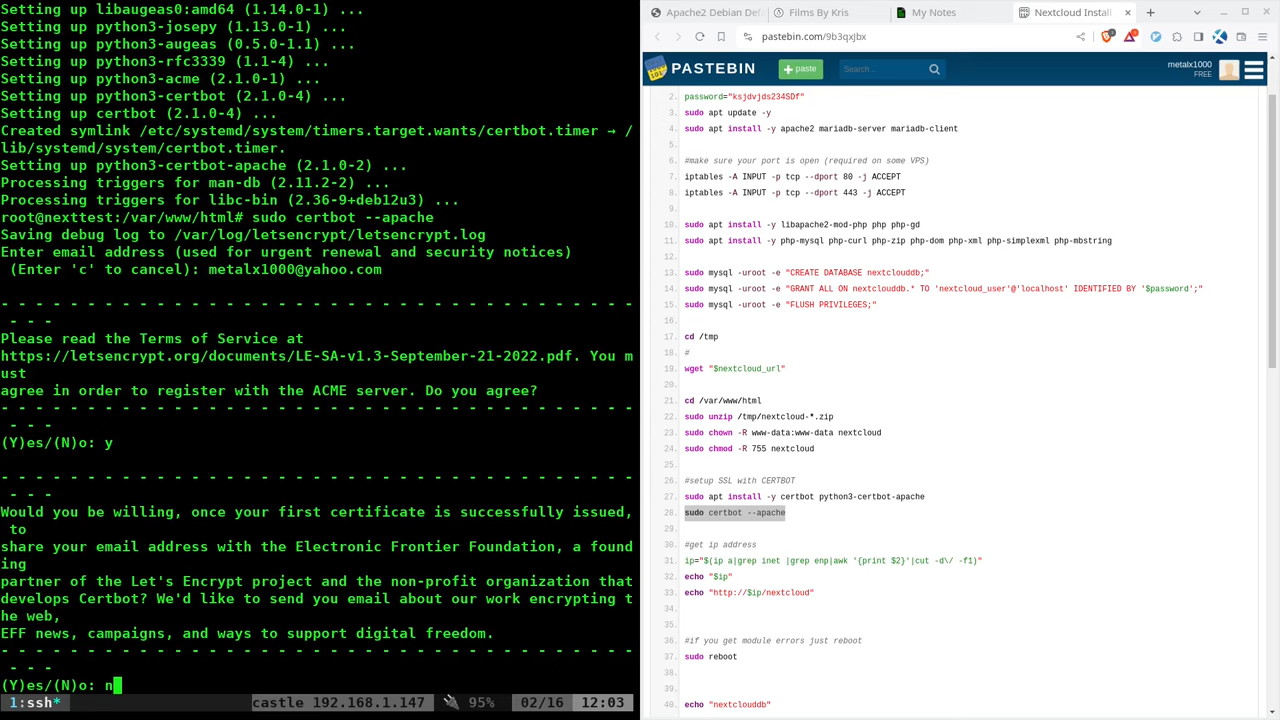 Setting up libaugeas0:amd64 (1.14.0-1) ...
Setting up python3-josepy (1.13.0-1) ...
Setting up python3-augeas (0.5.0-1.1) ...
Setting up python3-rfc3339 (1.1-4) ...
Setting up python3-acme (2.1.0-1) ...
Setting up python3-certbot (2.1.0-4) ...
Setting up certbot (2.1.0-4) ...
Created symlink /etc/systemd/system/timers.target.wants/certbot.timer → /
lib/systemd/system/certbot.timer.
Setting up python3-certbot-apache (2.1.0-2) ...
Processing triggers for man-db (2.11.2-2) ...
Processing triggers for libc-bin (2.36-9+deb12u3) ...
root@nexttest:/var/www/html# sudo certbot --apache
Saving debug log to /var/log/letsencrypt/letsencrypt.log
Enter email address (used for urgent renewal and security notices)
(Enter 'c' to cancel): metalx1000@yahoo.com
- - - - - - - - - - - - - - - - - - - - - - - - - - - - - - - - - - - - -
- - -
Please read the Terms of Service at
https://letsencrypt.org/documents/LE-SA-v1.3-September-21-2022.pdf. You m
ust
agree in order to register with the ACME server. Do you agree?
- - - - - - - - - - - - - - - - - - - - - - - - - - - - - - - - - - - - -
- - -
(Y)es/(N)o: y
- - - - - - - - - - - - - - - - - - - - - - - - - - - - - - - - - - - - -
- - -
Would you be willing, once your first certificate is successfully issued,
to
share your email address with the Electronic Frontier Foundation, a found
ing
partner of the Let's Encrypt project and the non-profit organization that
develops Certbot? We'd like to send you email about our work encrypting t
he web,
EFF news, campaigns, and ways to support digital freedom.
- - - - - - - - - - - - - - - - - - - - - - - - - - - - - - - - - - - - -
- - -
(Y)es/(N)o: n
1:ssh* castle 192.168.1.147 95% 02/16 12:03
Apache2 Debian Def Films By Kris My Notes Nextcloud Instal
pastebin.com/9b3qxjbx
PASTEBIN + paste Search... metalx1000
FREE
2. password="ksjdvjds234SDf"
3. sudo apt update -y
4. sudo apt install -y apache2 mariadb-server mariadb-client
5.
6. #make sure your port is open (required on some VPS)
7. iptables -A INPUT -p tcp --dport 80 -j ACCEPT
8. iptables -A INPUT -p tcp --dport 443 -j ACCEPT
9.
10. sudo apt install -y libapache2-mod-php php php-gd
11. sudo apt install -y php-mysql php-curl php-zip php-dom php-xml php-simplexml php-mbstring
12.
13. sudo mysql -uroot -e "CREATE DATABASE nextclouddb;"
14. sudo mysql -uroot -e "GRANT ALL ON nextclouddb.* TO 'nextcloud_user'@'localhost' IDENTIFIED BY '$password';"
15. sudo mysql -uroot -e "FLUSH PRIVILEGES;"
16.
17. cd /tmp
18. #
19. wget "$nextcloud_url"
20.
21. cd /var/www/html
22. sudo unzip /tmp/nextcloud-*.zip
23. sudo chown -R www-data:www-data nextcloud
24. sudo chmod -R 755 nextcloud
25.
26. #setup SSL with CERTBOT
27. sudo apt install -y certbot python3-certbot-apache
28. sudo certbot --apache
29.
30. #get ip address
31. ip="$(ip a|grep inet |grep enp|awk '{print $2}'|cut -d\/ -f1)"
32. echo "$ip"
33. echo "http://$ip/nextcloud"
34.
35.
36. #if you get module errors just reboot
37. sudo reboot
38.
39.
40. echo "nextclouddb"